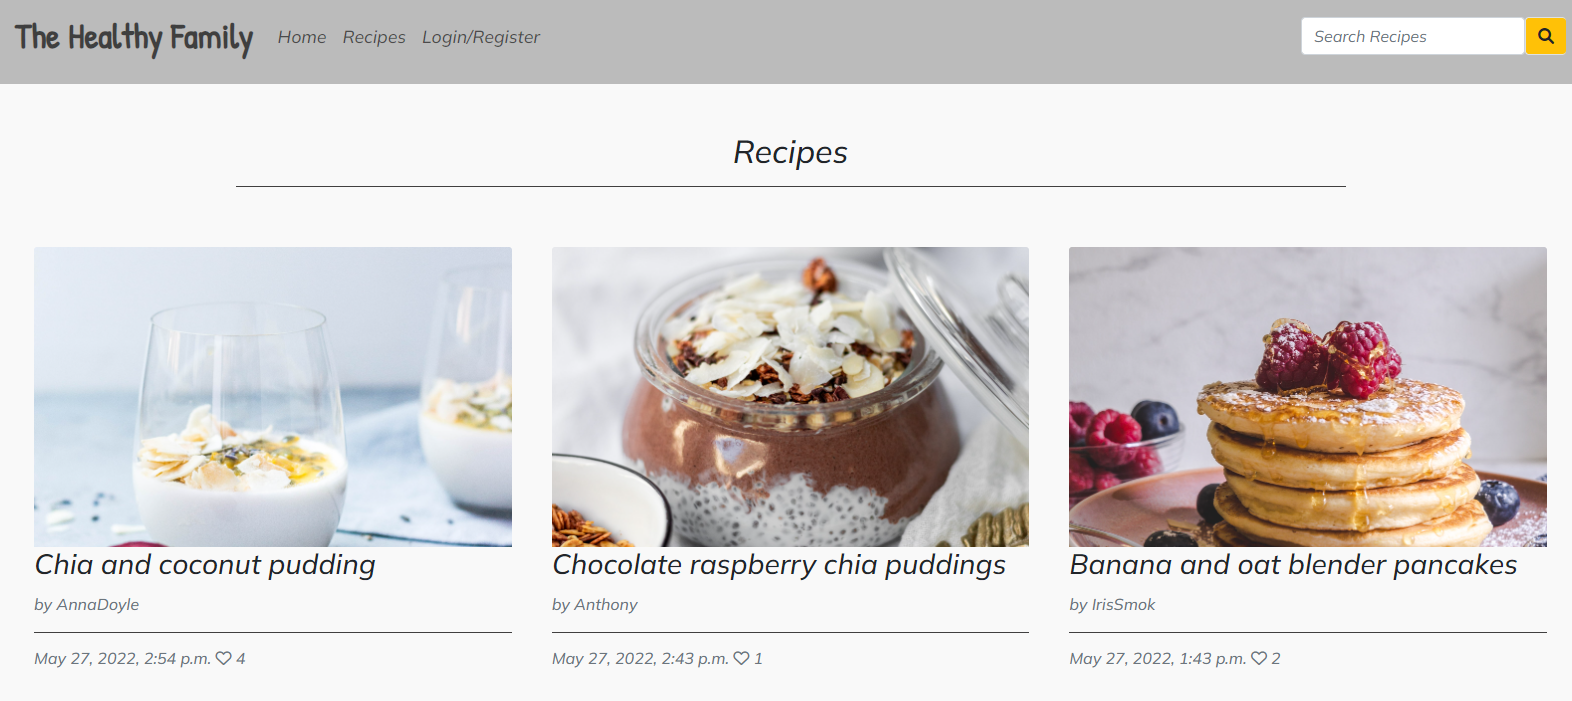 The Healthy Family Home Recipes Login/Register Search Recipes
Recipes
Chia and coconut pudding
by AnnaDoyle
May 27, 2022, 2:54 p.m. 4
Chocolate raspberry chia puddings
by Anthony
May 27, 2022, 2:43 p.m. 1
Banana and oat blender pancakes
by IrisSmok
May 27, 2022, 1:43 p.m. 2